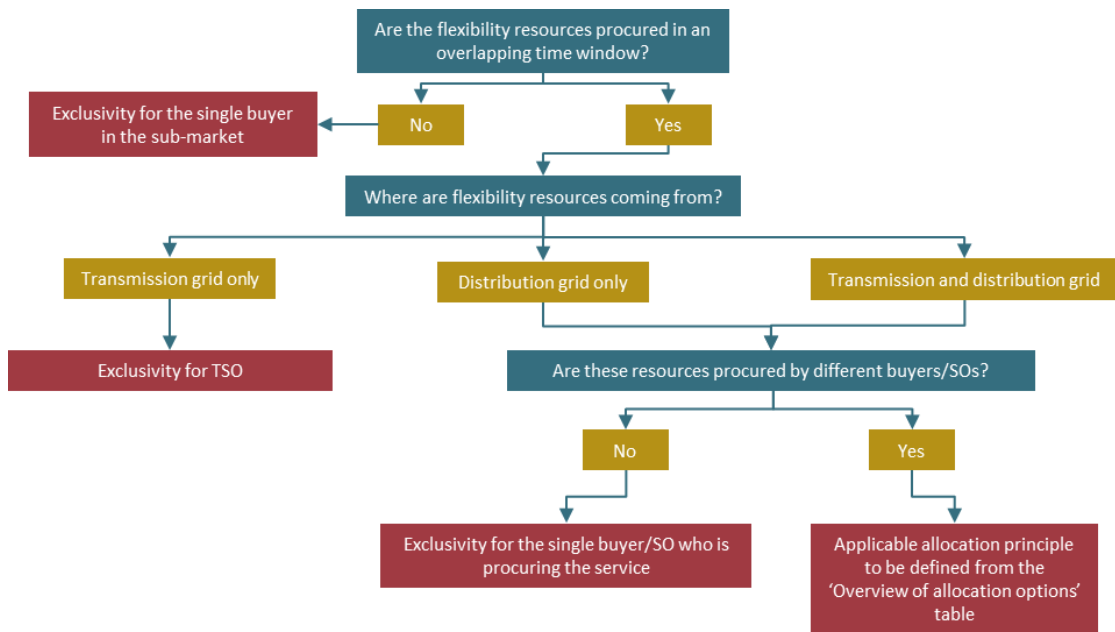 Are the flexibility resources procured in an
overlapping time window?
Exclusivity for the single buyer
in the sub-market
No
Yes
Where are flexibility resources coming from?
Transmission grid only
Distribution grid only
Transmission and distribution grid
Exclusivity for TSO
Are these resources procured by different buyers/SOs?
No
Yes
Exclusivity for the single buyer/SO who is
procuring the service
Applicable allocation principle
to be defined from the
‘Overview of allocation options’
table